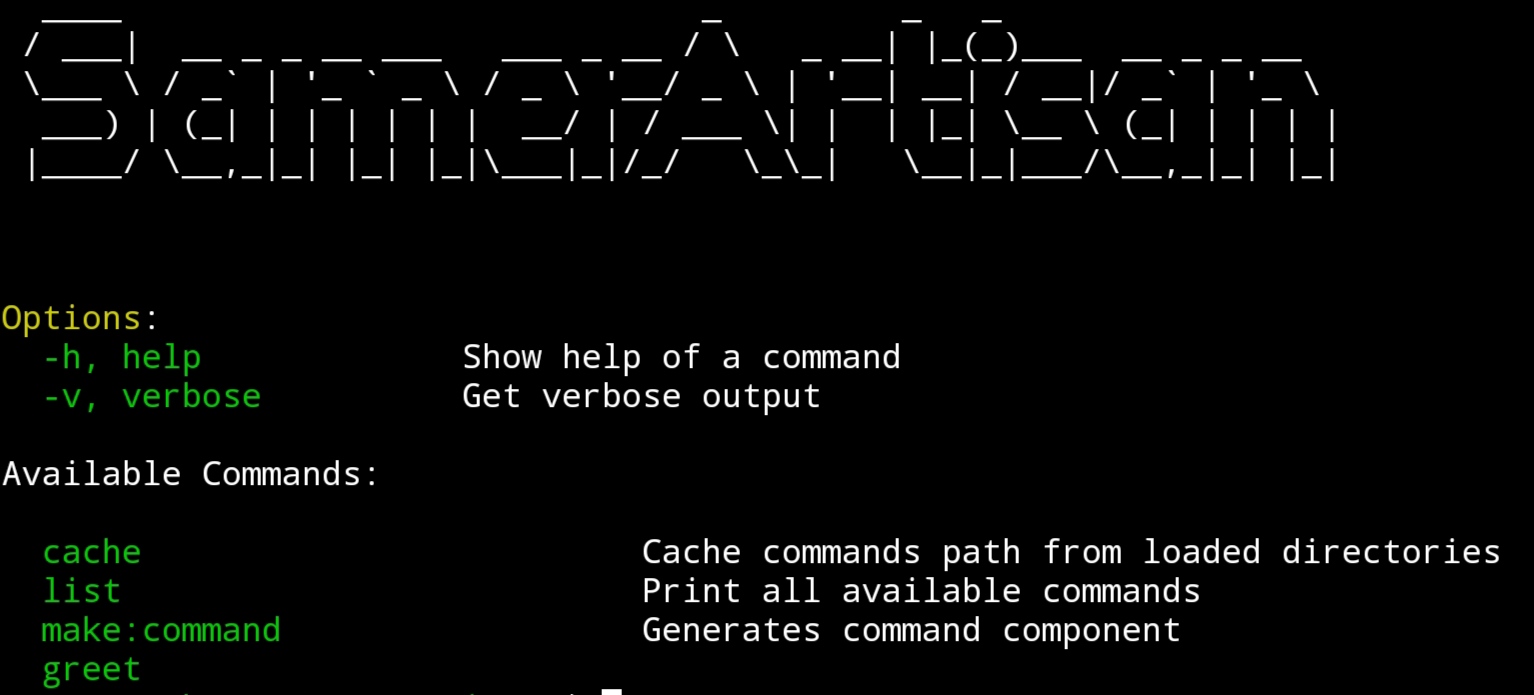 SamerArtisan
Options:
-h, help Show help of a command
-v, verbose Get verbose output
Available Commands:
cache Cache commands path from loaded directories
list Print all available commands
make:command Generates command component
greet